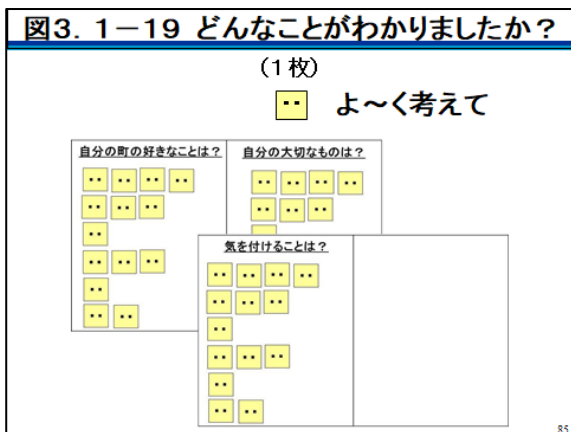 図3.1-19 どんなことがわかりましたか?
(1枚)
よ~く考えて
自分の町の好きなことは?
自分の大切なものは?
気を付けることは?
85